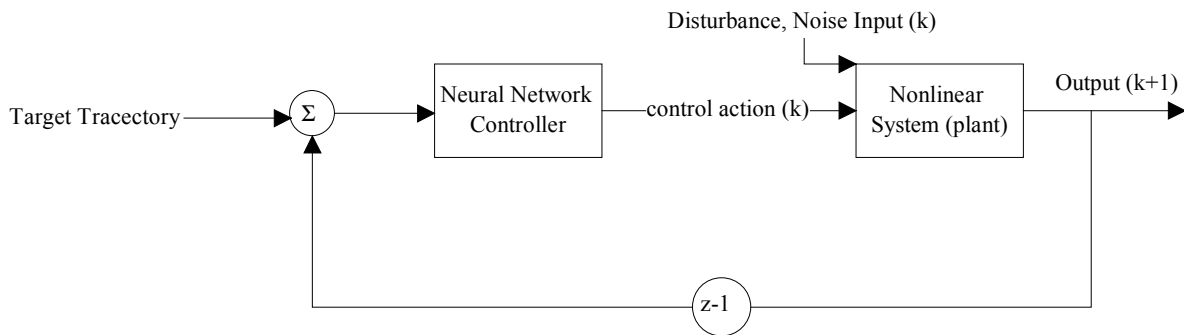 Disturbance, Noise Input (k)
Target Tracectory
Σ
Neural Network
Controller
control action (k)
Nonlinear
System (plant)
Output (k+1)
z-1